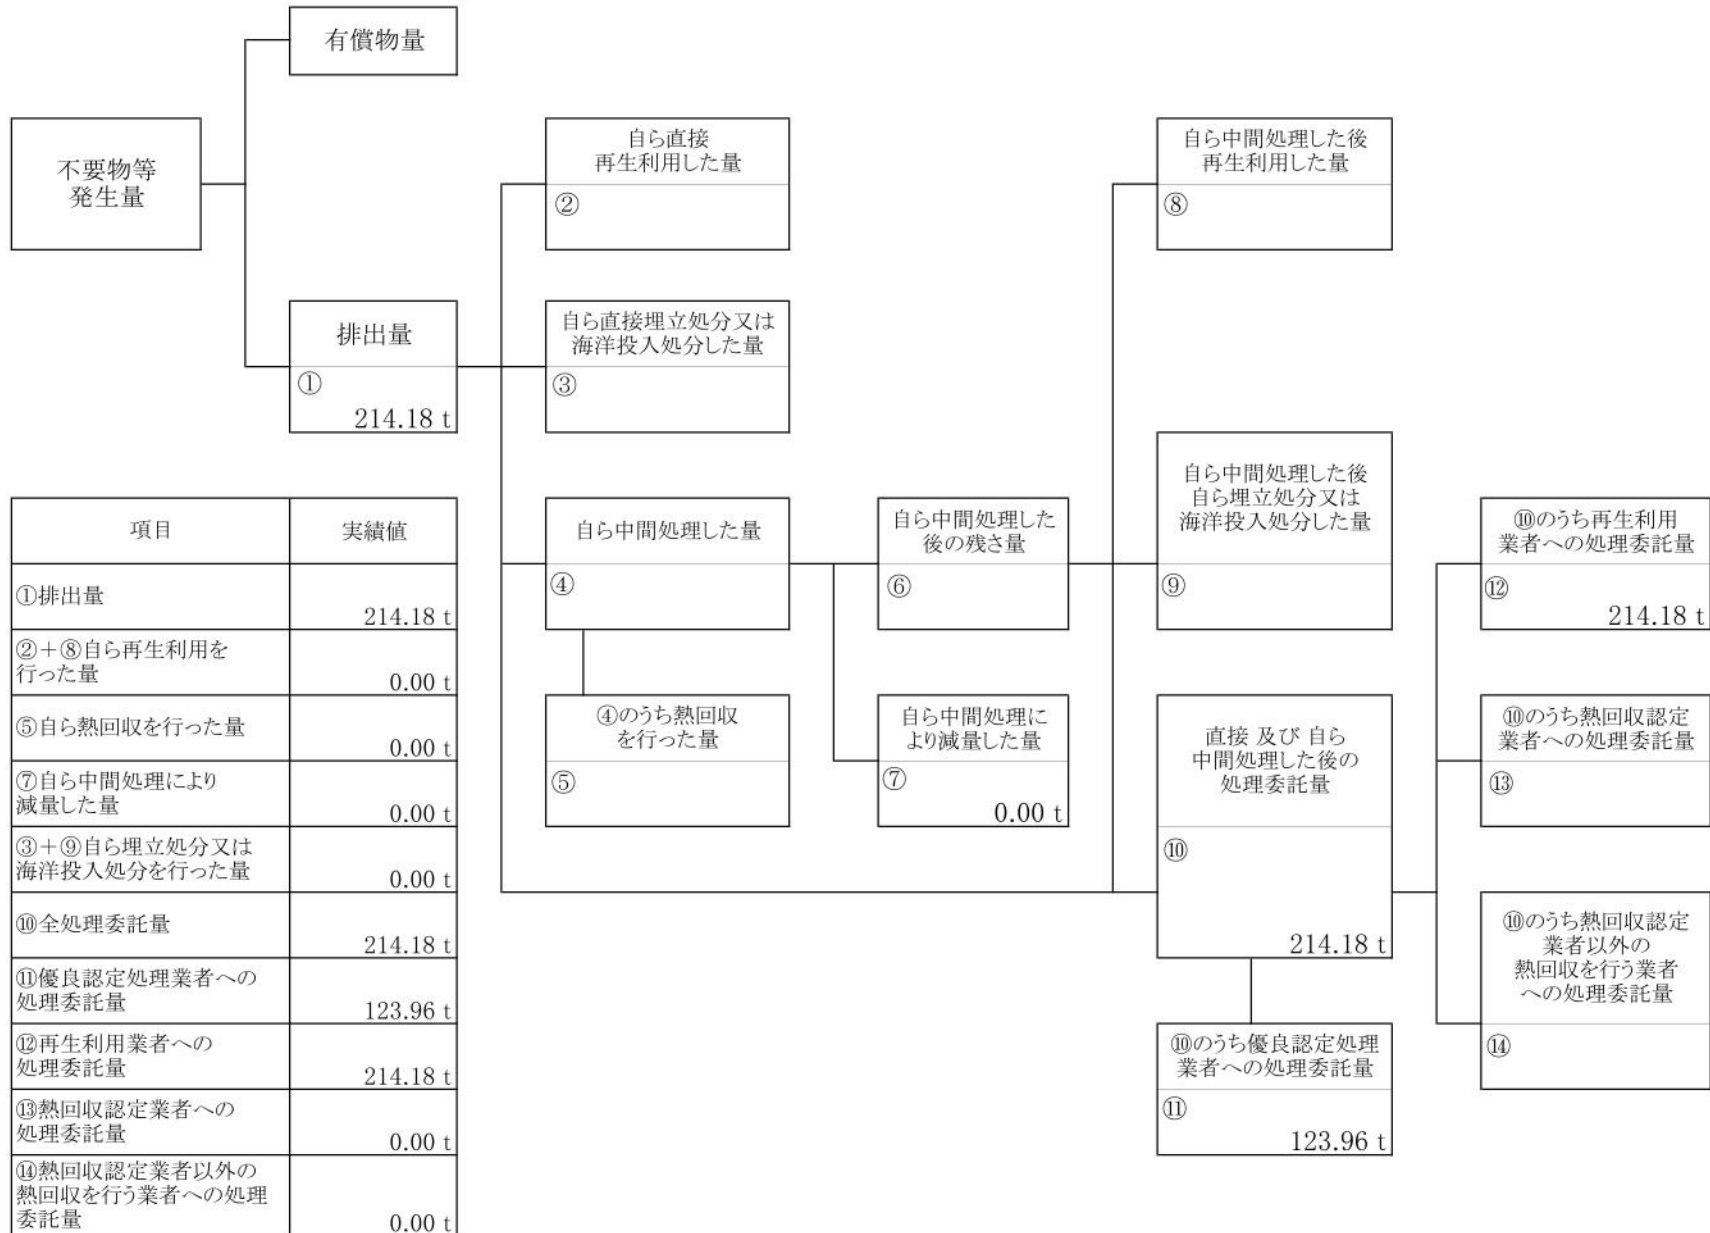 有償物量
不要物等
発生量
自ら直接
再生利用した量
②
自ら中間処理した後
再生利用した量
⑧
排出量
①
214.18 t
自ら直接埋立処分又は
海洋投入処分した量
③
自ら中間処理した量
④
自ら中間処理した
後の残さ量
⑥
自ら中間処理した後
自ら埋立処分又は
海洋投入処分した量
⑨
⑩のうち再生利用
業者への処理委託量
⑫
214.18 t
④のうち熱回収
を行った量
⑤
自ら中間処理に
より減量した量
⑦
0.00 t
直接 及び 自ら
中間処理した後の
処理委託量
⑩
214.18 t
⑩のうち熱回収認定
業者への処理委託量
⑬
⑩のうち熱回収認定
業者以外の
熱回収を行う業者
への処理委託量
⑭
⑩のうち優良認定処理
業者への処理委託量
⑪
123.96 t
項目 実績値
①排出量
214.18 t
②＋⑧自ら再生利用を
行った量
0.00 t
⑤自ら熱回収を行った量
0.00 t
⑦自ら中間処理により
減量した量
0.00 t
③＋⑨自ら埋立処分又は
海洋投入処分を行った量
0.00 t
⑩全処理委託量
214.18 t
⑪優良認定処理業者への
処理委託量
123.96 t
⑫再生利用業者への
処理委託量
214.18 t
⑬熱回収認定業者への
処理委託量
0.00 t
⑭熱回収認定業者以外の
熱回収を行う業者への処理
委託量
0.00 t